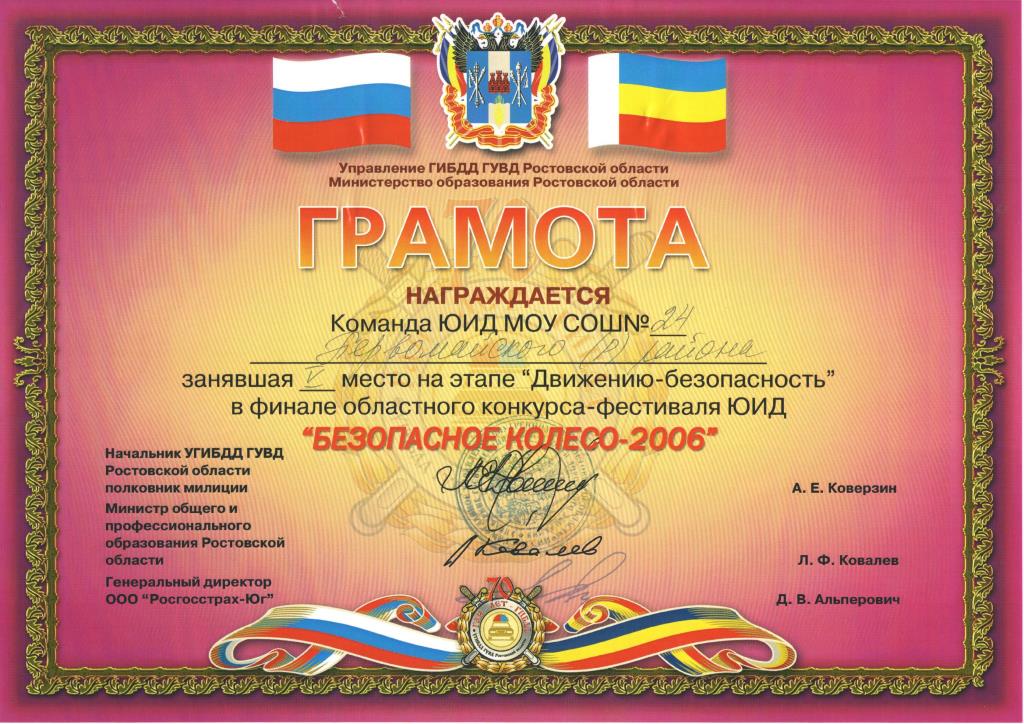 Управление ГИБДД ГУВД Ростовской области
Министерство образования Ростовской области
ГРАМОТА
НАГРАЖДАЕТСЯ
Команда ЮИД МОУ СОШ№ 24
Первомайского (р) района
занявшая V место на этапе “Движению-безопасность”
в финале областного конкурса-фестиваля ЮИД
“БЕЗОПАСНОЕ КОЛЕСО-2006”
Начальник УГИБДД ГУВД
Ростовской области
полковник милиции
А. Е. Коверзин
Министр общего и
профессионального
образования Ростовской
области
Л. Ф. Ковалев
Генеральный директор
ООО “Росгосстрах-Юг”
Д. В. Альперович
70
ЛЕТ